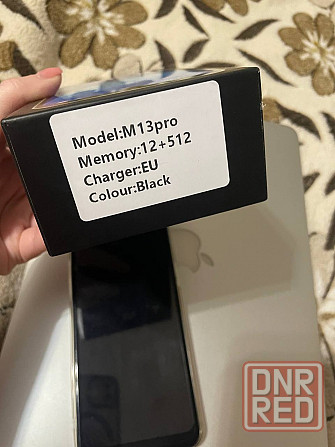 Model:M13pro
Memory:12+512
Charger:EU
Colour:Black
DNR
RED